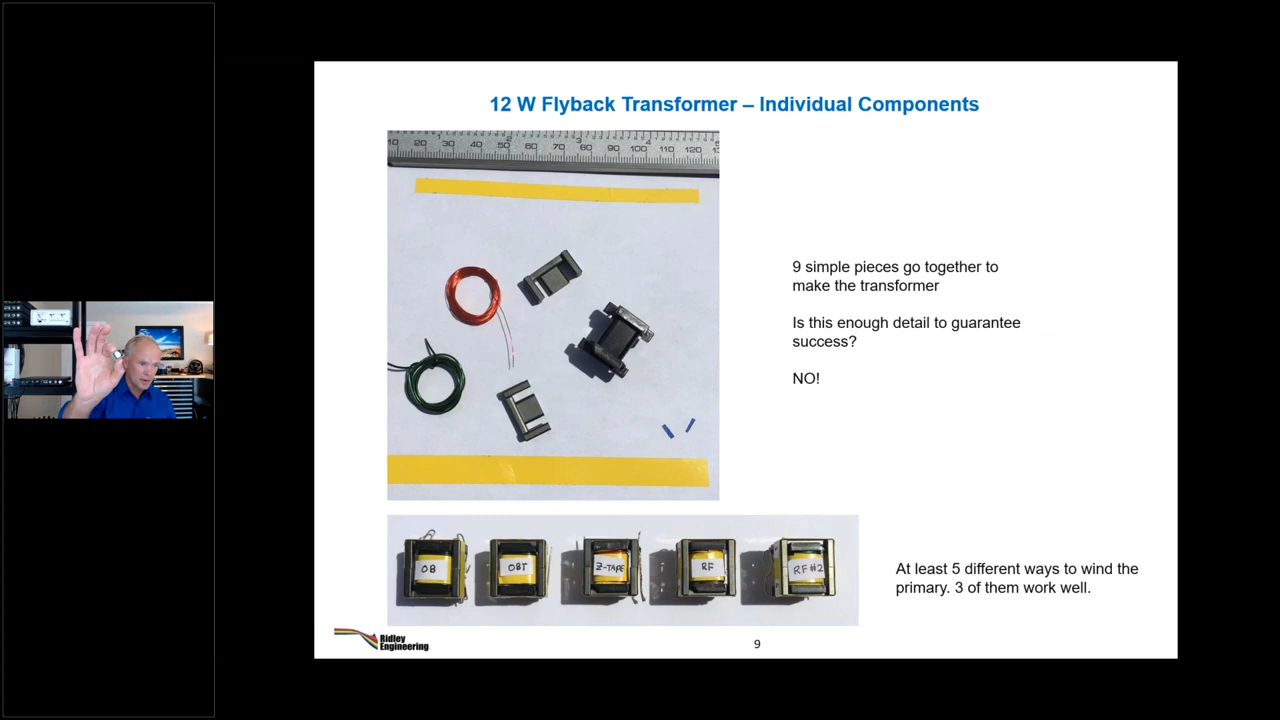 12 W Flyback Transformer – Individual Components
10 20 30 40 50 60 70 80 90 100 110 120
9 simple pieces go together to
make the transformer
Is this enough detail to guarantee
success?
NO!
OB
OBT
Z-TAPE
RF
RF#2
At least 5 different ways to wind the
primary. 3 of them work well.
Ridley
Engineering
9